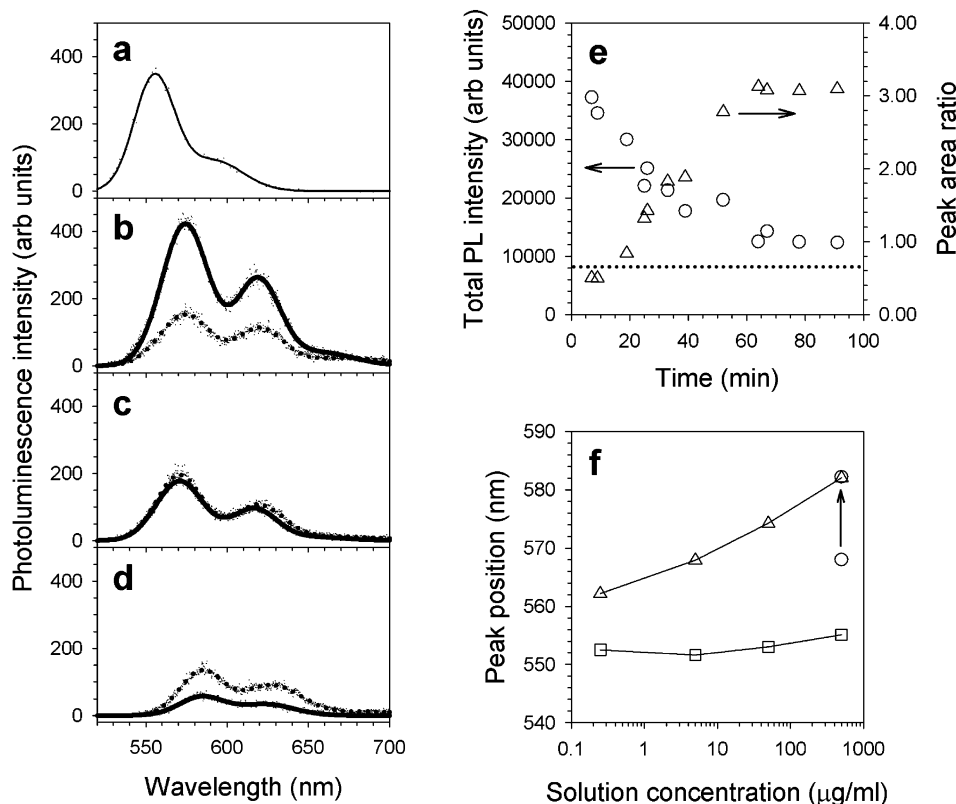 a
400
200
0
b
400
200
0
c
400
200
0
d
400
200
0
550 600 650 700
Wavelength (nm)
Photoluminescence intensity (arb units)
e
50000
40000
30000
20000
10000
0
4.00
3.00
2.00
1.00
0.00
0 20 40 60 80 100
Time (min)
Total PL intensity (arb units)
Peak area ratio
f
590
580
570
560
550
540
0.1 1 10 100 1000
Solution concentration (μg/ml)
Peak position (nm)